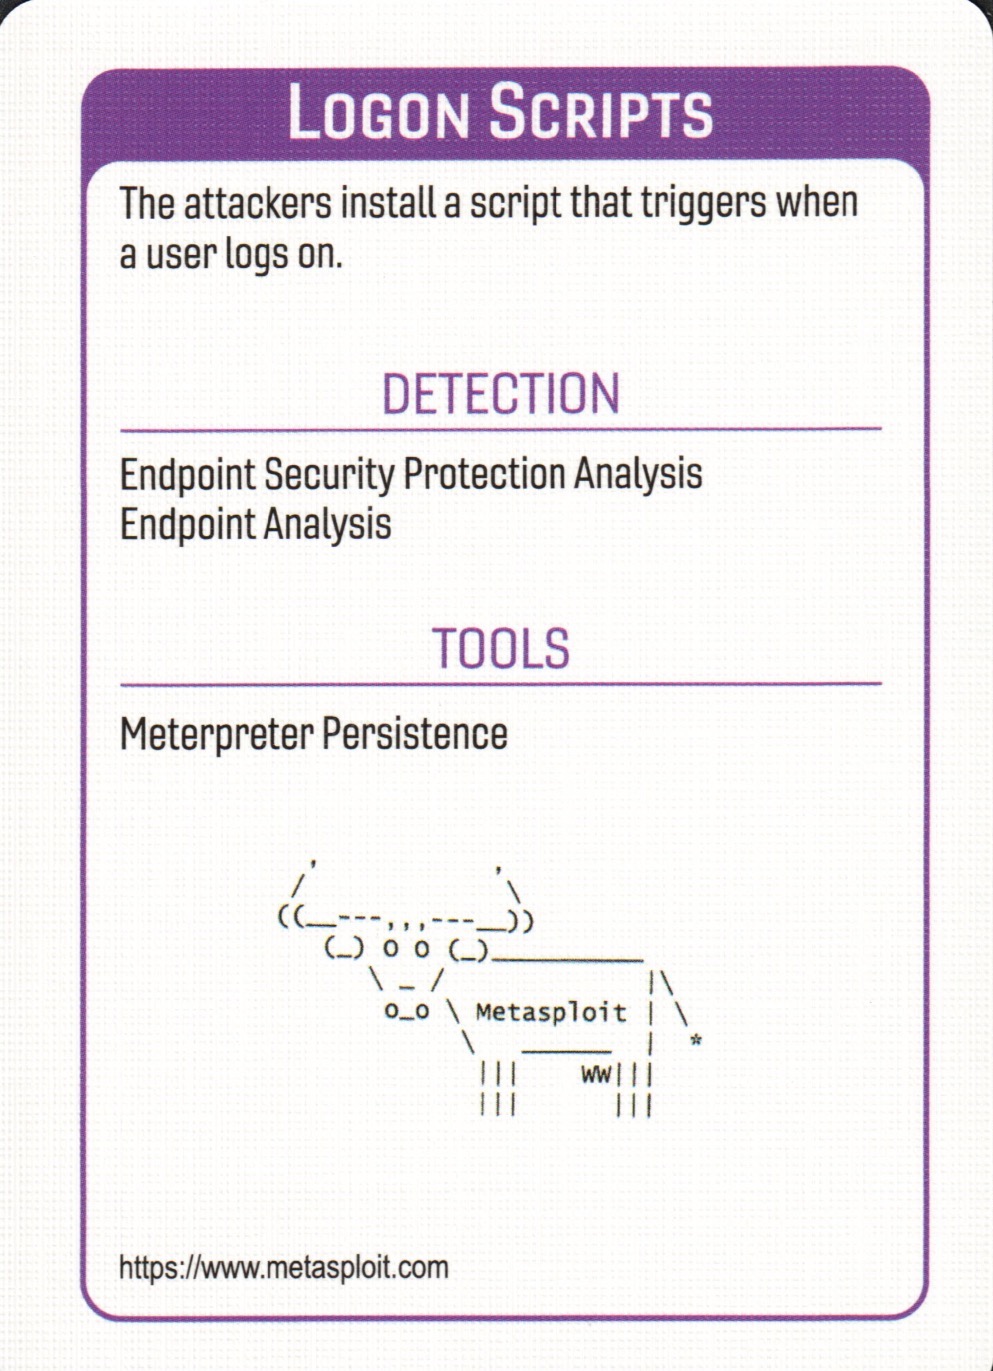 LOGON SCRIPTS
The attackers install a script that triggers when
a user logs on.
DETECTION
Endpoint Security Protection Analysis
Endpoint Analysis
TOOLS
Meterpreter Persistence
      ,            ,
     /              \
    ((__---,,,---__))
       (_) o o (_)_________
          \ _ /            |\
           o_o \ Metasploit | \
                \   ______  |  *
                 |||   WW|||
                 |||     |||
https://www.metasploit.com